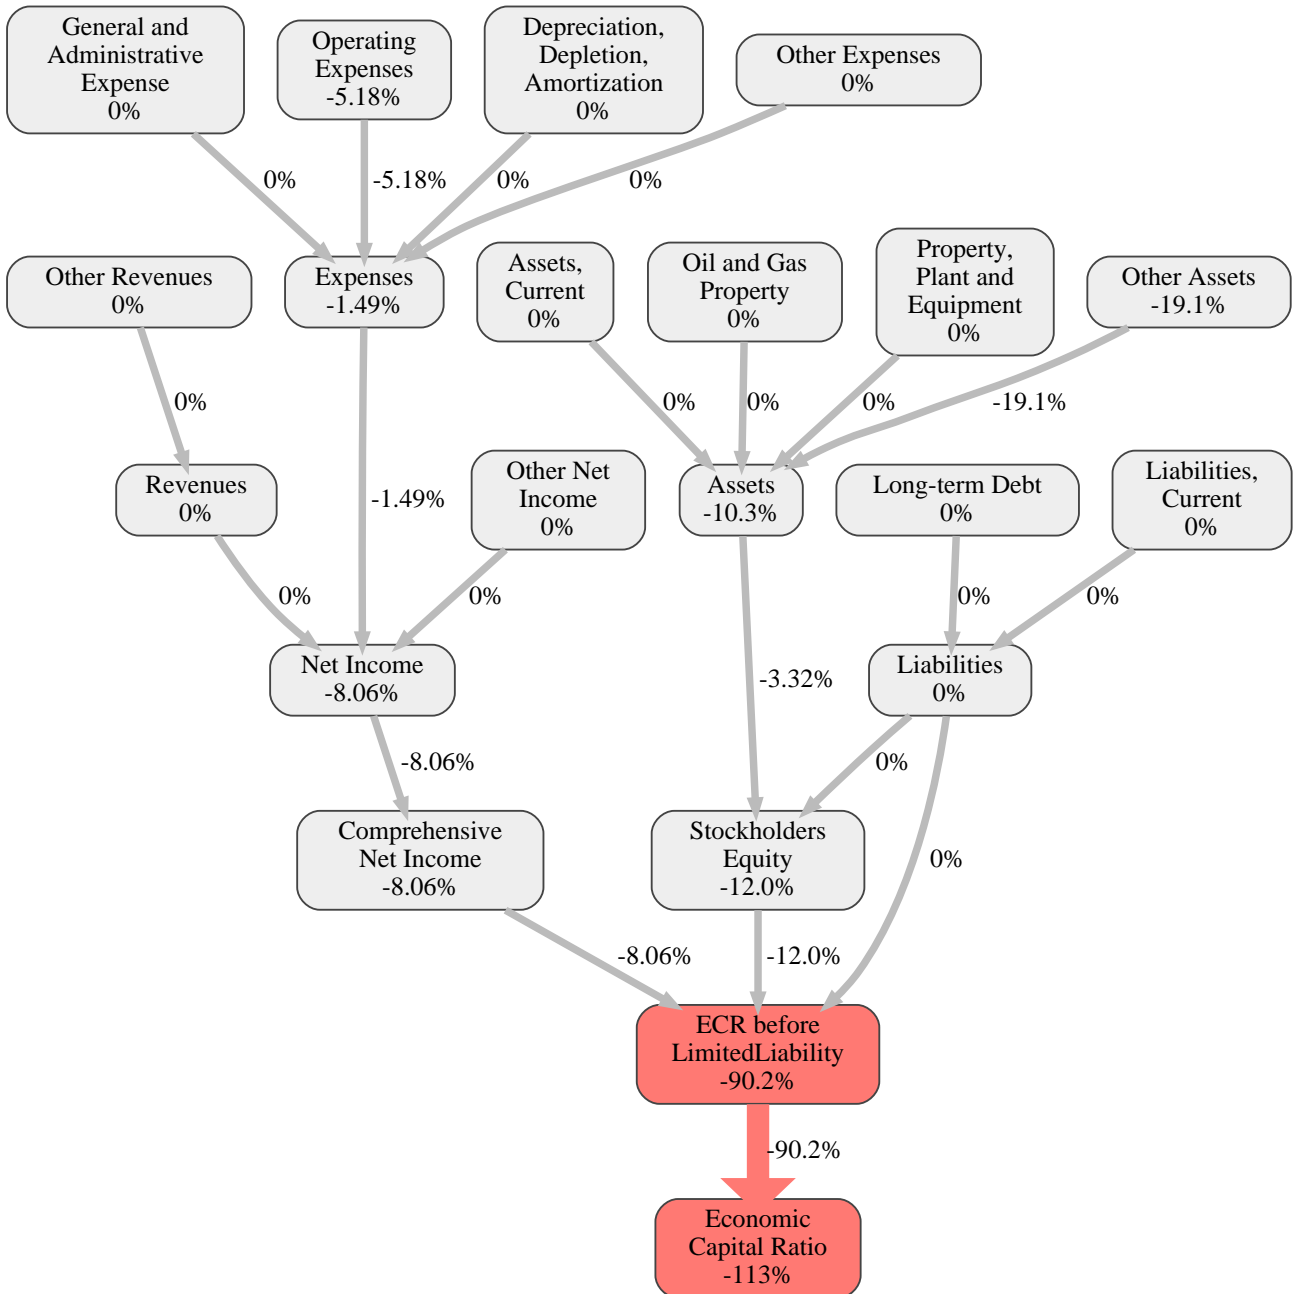 General and
Administrative
Expense
0%
Operating
Expenses
-5.18%
Depreciation,
Depletion,
Amortization
0%
Other Expenses
0%
0%
-5.18%
0%
0%
Other Revenues
0%
Expenses
-1.49%
Assets,
Current
0%
Oil and Gas
Property
0%
Property,
Plant and
Equipment
0%
Other Assets
-19.1%
0%
0%
0%
0%
-19.1%
Revenues
0%
-1.49%
Other Net
Income
0%
Assets
-10.3%
Long-term Debt
0%
Liabilities,
Current
0%
0%
0%
0%
0%
Net Income
-8.06%
-3.32%
Liabilities
0%
-8.06%
0%
Comprehensive
Net Income
-8.06%
Stockholders
Equity
-12.0%
0%
-8.06%
-12.0%
ECR before
LimitedLiability
-90.2%
-90.2%
Economic
Capital Ratio
-113%